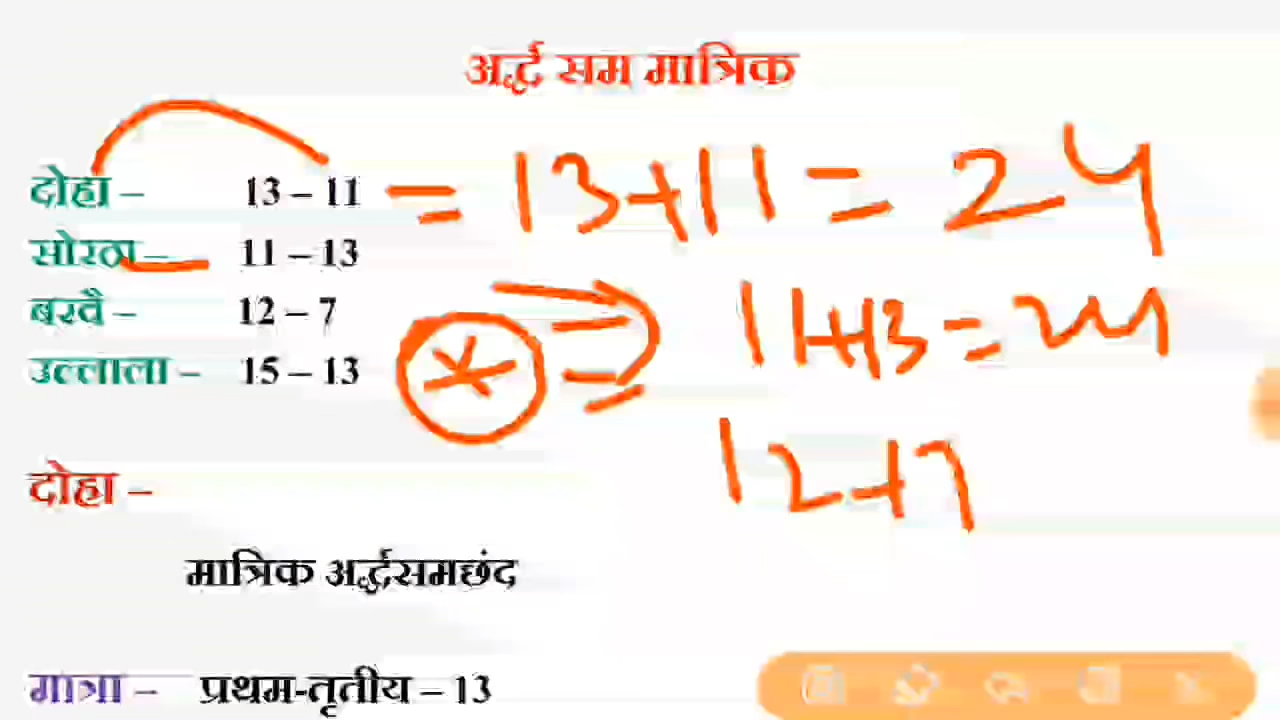 अर्द्ध सम मात्रिक
दोहा – 13 – 11 = 13+11 = 24
सोरठा – 11 – 13
बरवै – 12 – 7 11+13 = 24
उल्लाला – 15 – 13
12+7
दोहा –
मात्रिक अर्द्धसमछंद
मात्रा – प्रथम-तृतीय – 13